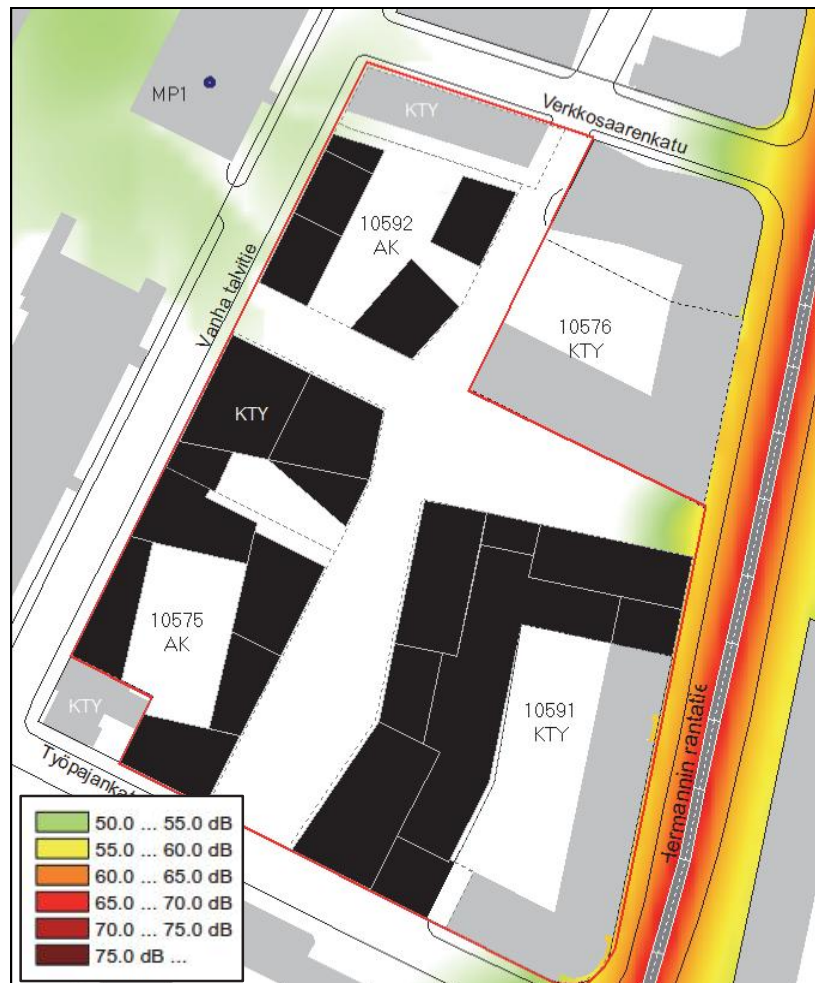 MP1
KTY
Verkkosaarenkatu
10592
AK
Vanha talvitie
10576
KTY
KTY
10575
AK
10591
KTY
KTY
Hermannin rantatie
50.0 ... 55.0 dB
55.0 ... 60.0 dB
60.0 ... 65.0 dB
65.0 ... 70.0 dB
70.0 ... 75.0 dB
75.0 dB ...